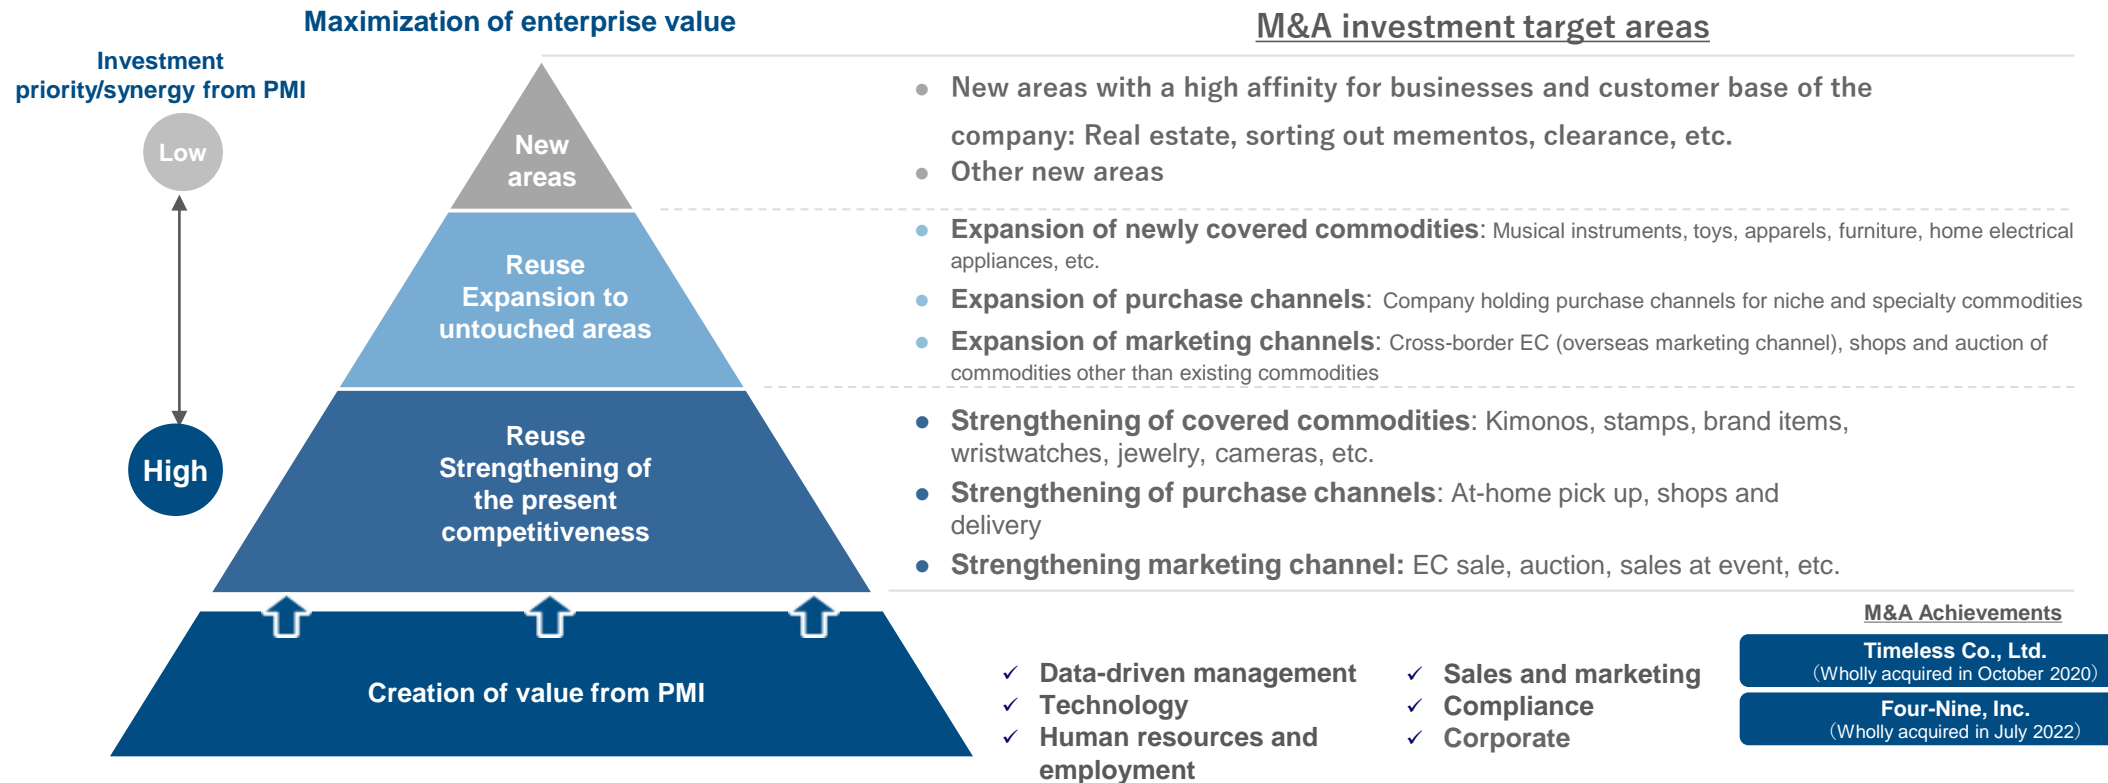 Maximization of enterprise value
M&A investment target areas
Investment
priority/synergy from PMI
Low
High
New
areas
Reuse
Expansion to
untouched areas
Reuse
Strengthening of
the present
competitiveness
Creation of value from PMI
● New areas with a high affinity for businesses and customer base of the
company: Real estate, sorting out mementos, clearance, etc.
● Other new areas
● Expansion of newly covered commodities: Musical instruments, toys, apparels, furniture, home electrical
appliances, etc.
● Expansion of purchase channels: Company holding purchase channels for niche and specialty commodities
● Expansion of marketing channels: Cross-border EC (overseas marketing channel), shops and auction of
commodities other than existing commodities
● Strengthening of covered commodities: Kimonos, stamps, brand items,
wristwatches, jewelry, cameras, etc.
● Strengthening of purchase channels: At-home pick up, shops and
delivery
● Strengthening marketing channel: EC sale, auction, sales at event, etc.
✓ Data-driven management
✓ Technology
✓ Human resources and
employment
✓ Sales and marketing
✓ Compliance
✓ Corporate
M&A Achievements
Timeless Co., Ltd.
（Wholly acquired in October 2020）
Four-Nine, Inc.
（Wholly acquired in July 2022）